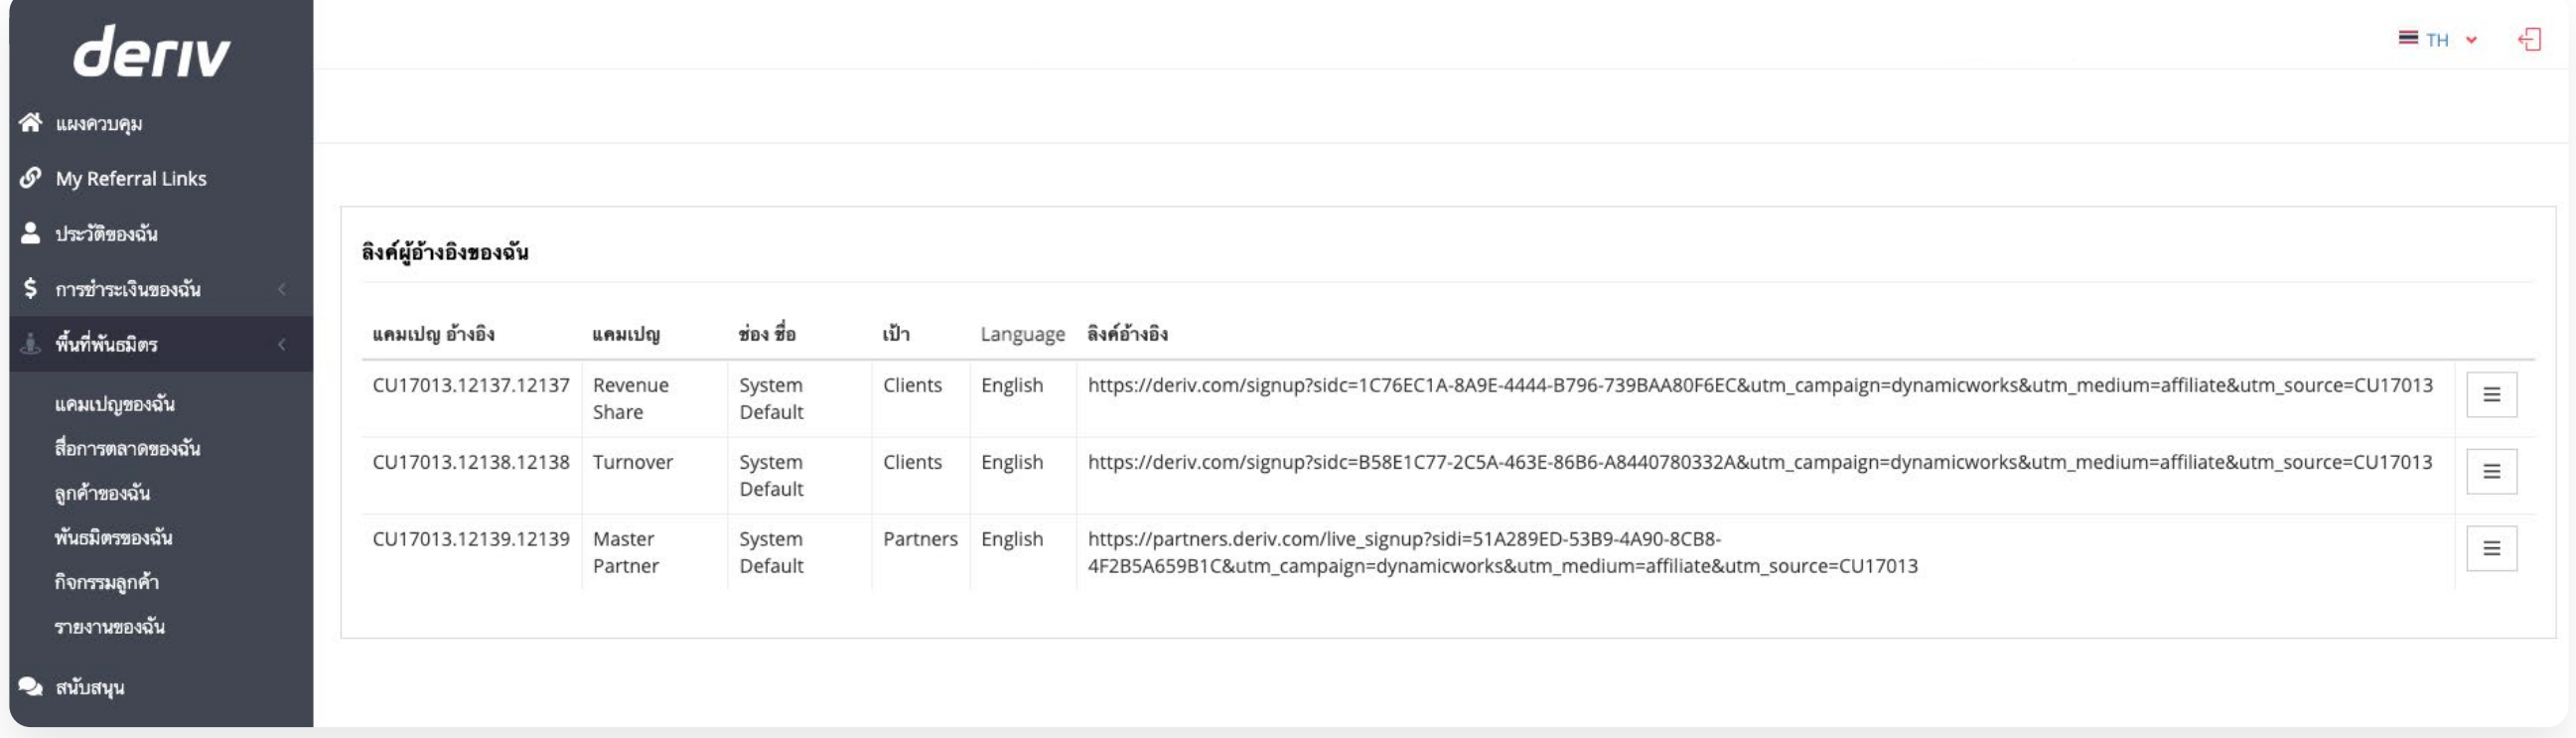 deriv
TH
แผงควบคุม
My Referral Links
ประวัติของฉัน
การชำระเงินของฉัน
พื้นที่พันธมิตร
แคมเปญของฉัน
สื่อการตลาดของฉัน
ลูกค้าของฉัน
พันธมิตรของฉัน
กิจกรรมลูกค้า
รายงานของฉัน
สนับสนุน
ลิงค์ผู้อ้างอิงของฉัน
แคมเปญ อ้างอิง แคมเปญ ช่อง ชื่อ เป้า Language ลิงค์อ้างอิง
CU17013.12137.12137 Revenue System Clients English https://deriv.com/signup?sidc=1C76EC1A-8A9E-4444-B796-739BAA80F6EC&utm_campaign=dynamicworks&utm_medium=affiliate&utm_source=CU17013
Share Default
CU17013.12138.12138 Turnover System Clients English https://deriv.com/signup?sidc=B58E1C77-2C5A-463E-86B6-A8440780332A&utm_campaign=dynamicworks&utm_medium=affiliate&utm_source=CU17013
Default
CU17013.12139.12139 Master System Partners English https://partners.deriv.com/live_signup?sidi=51A289ED-53B9-4A90-8CB8-
Partner Default 4F2B5A659B1C&utm_campaign=dynamicworks&utm_medium=affiliate&utm_source=CU17013